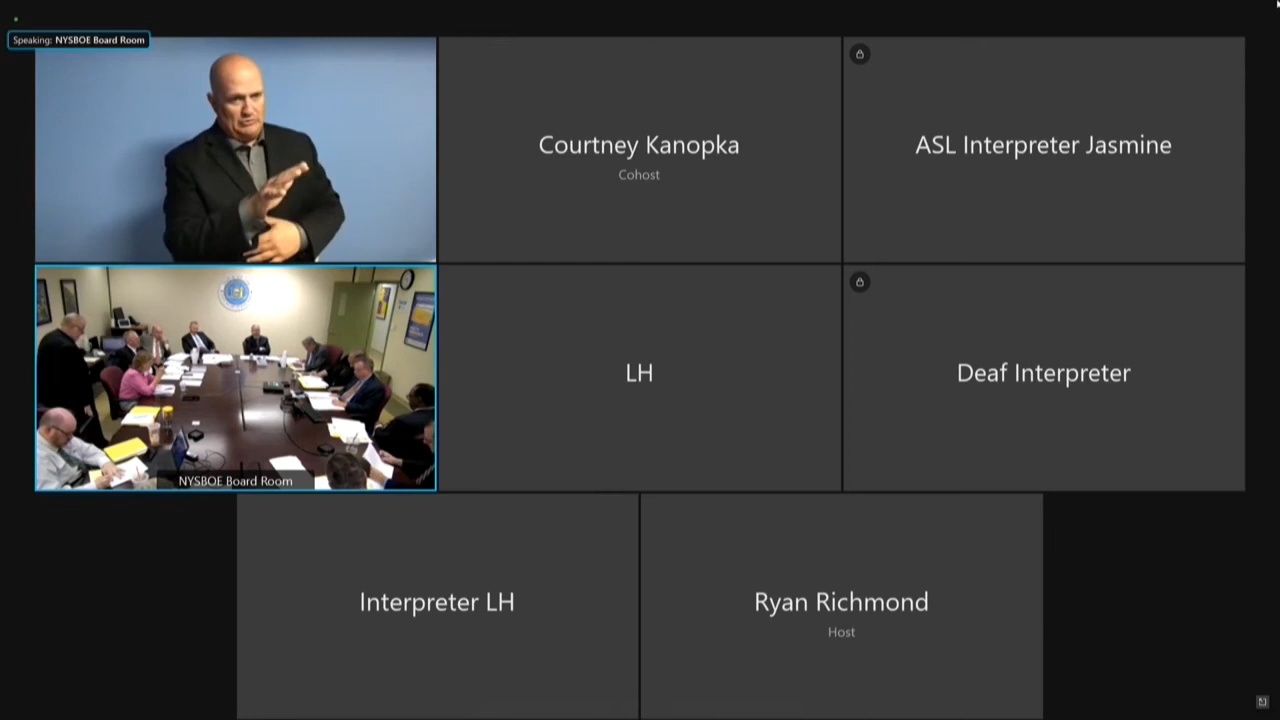 Speaking: NYSBOE Board Room
Courtney Kanopka
Cohost
ASL Interpreter Jasmine
NYSBOE Board Room
LH
Deaf Interpreter
Interpreter LH
Ryan Richmond
Host